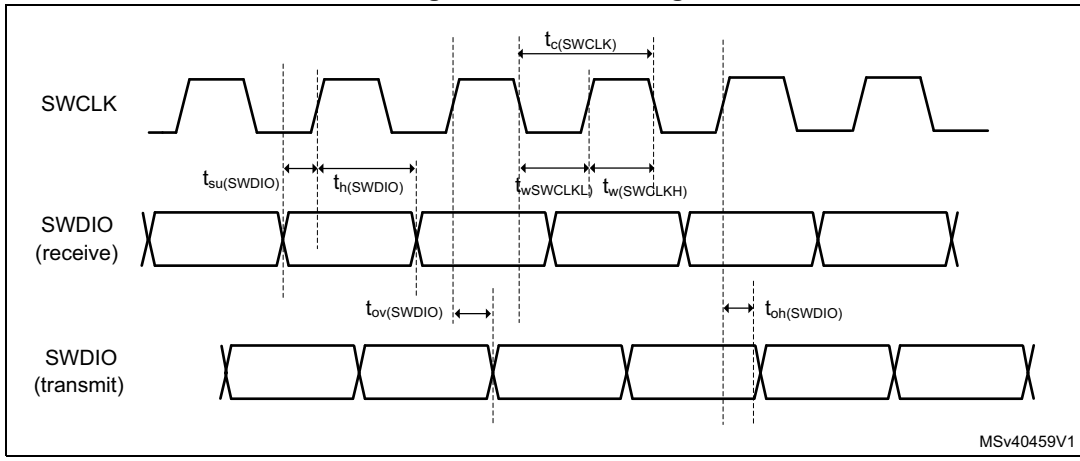 tc(SWCLK)
SWCLK
tsu(SWDIO)
th(SWDIO)
twSWCLKL)
tw(SWCLKH)
SWDIO
(receive)
tov(SWDIO)
toh(SWDIO)
SWDIO
(transmit)
MSv40459V1